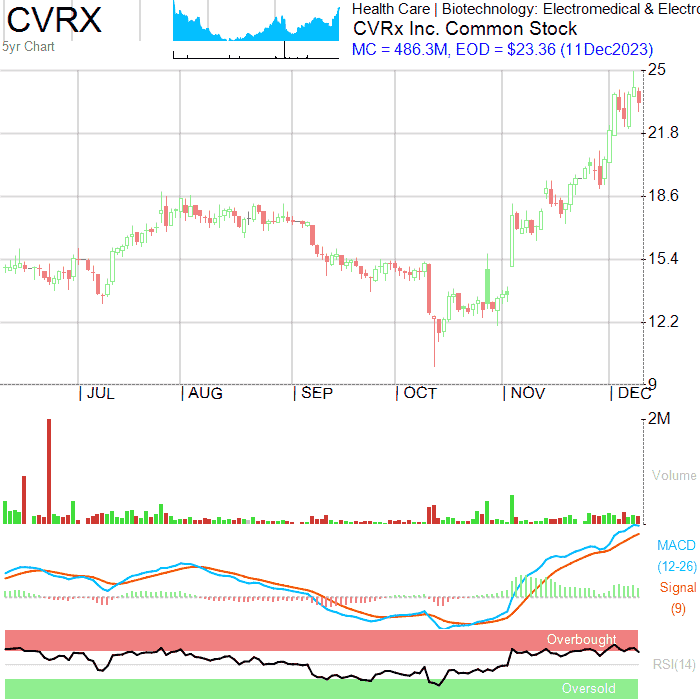 CVRX
5yr Chart
Health Care | Biotechnology: Electromedical & Electro
CVRx Inc. Common Stock
MC = 486.3M, EOD = $23.36 (11Dec2023)
25
21.8
18.6
15.4
12.2
9
JUL AUG SEP OCT NOV DEC
2M
Volume
MACD
(12-26)
Signal
(9)
Overbought
RSI(14)
Oversold